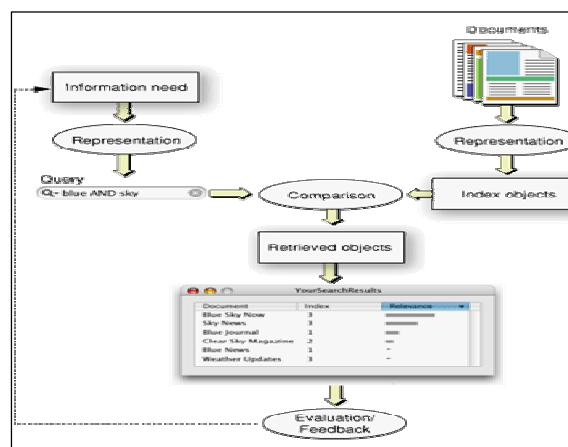 Documents
Information need
Representation
Representation
Query
blue AND sky
Comparison
Index objects
Retrieved objects
YourSearchResults
Document Index Relevance
Blue Sky Now 3
Sky News 3
Blue Journal 1
Clear Sky Magazine 2
Blue News 1
Weather Updates 3
Evaluation/
Feedback